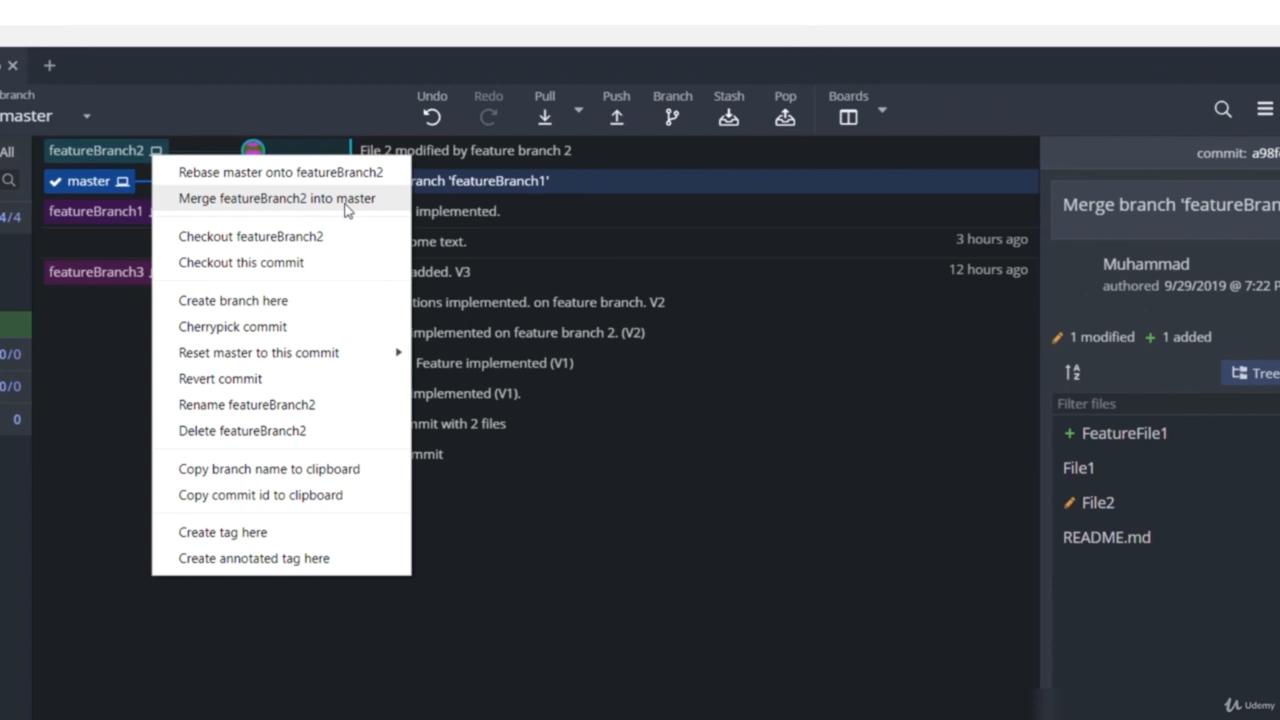 branch
master
Undo
Redo
Pull
Push
Branch
Stash
Pop
Boards
All
4/4
0/0
0/0
0
featureBranch2
File 2 modified by feature branch 2
master
ranch 'featureBranch1'
featureBranch1
implemented.
ome text.
3 hours ago
featureBranch3
added. V3
12 hours ago
tions implemented. on feature branch. V2
mplemented on feature branch 2. (V2)
Feature implemented (V1)
mplemented (V1).
mmit with 2 files
mmit
Rebase master onto featureBranch2
Merge featureBranch2 into master
Checkout featureBranch2
Checkout this commit
Create branch here
Cherrypick commit
Reset master to this commit
Revert commit
Rename featureBranch2
Delete featureBranch2
Copy branch name to clipboard
Copy commit id to clipboard
Create tag here
Create annotated tag here
commit: a98f
Merge branch 'featureBran
Muhammad
authored 9/29/2019 @ 7:22 P
1 modified + 1 added
Tree
Filter files
+ FeatureFile1
File1
File2
README.md
Udemy